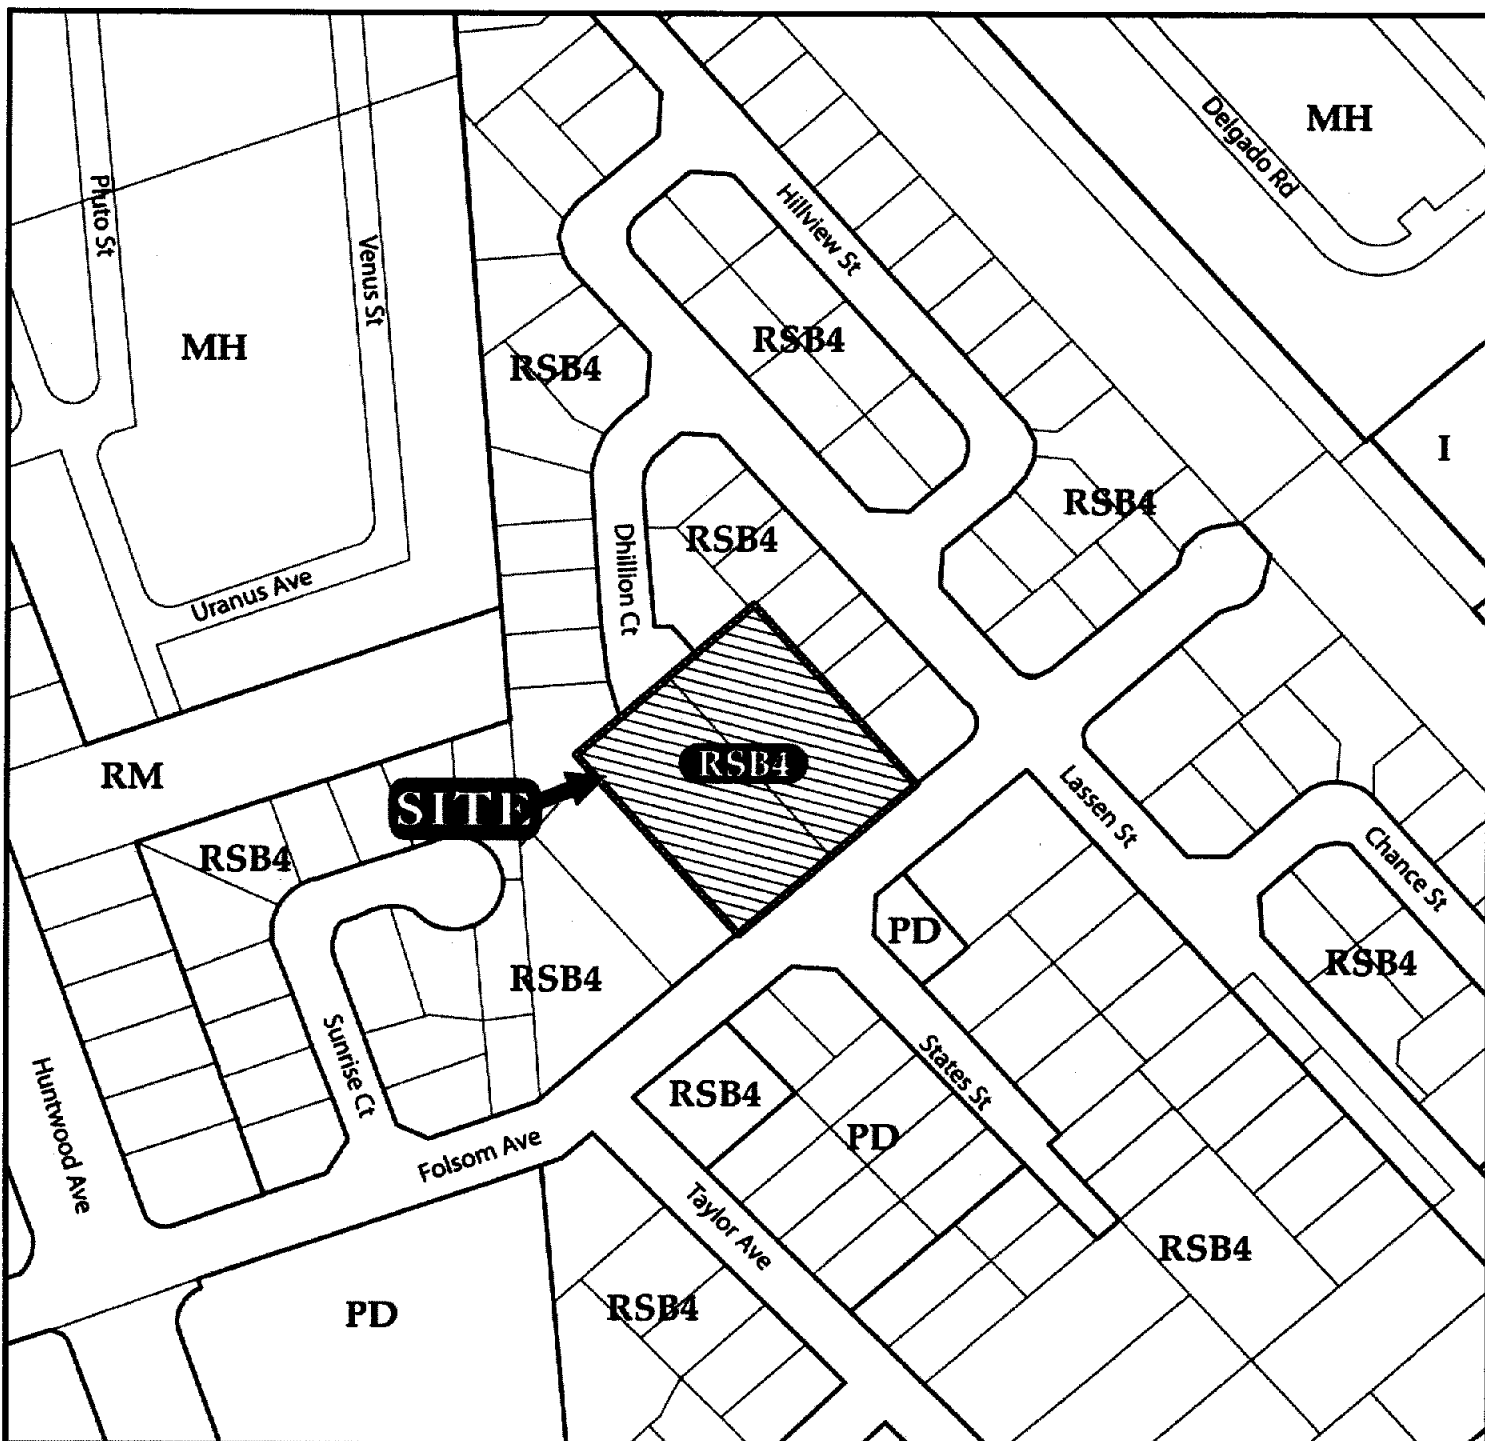 MH
Delgado Rd
Pluto St
Hillview St
Venus St
MH
RSB4
RSB4
I
RSB4
RSB4
Dhillion Ct
Uranus Ave
RSB4
RM
SITE
Lassen St
RSB4
Chance St
PD
RSB4
RSB4
Sunrise Ct
States St
Huntwood Ave
RSB4
PD
Folsom Ave
Taylor Ave
RSB4
PD
RSB4